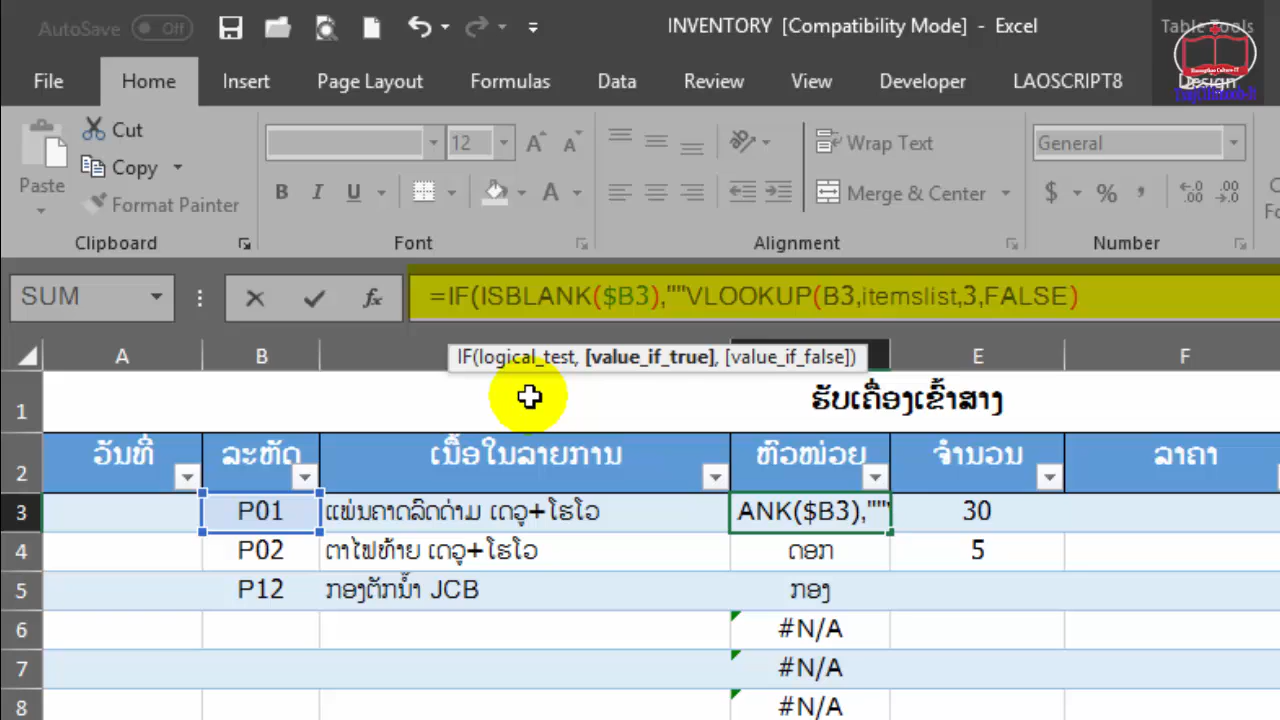 AutoSave Off INVENTORY [Compatibility Mode] - Excel Table Tools
File Home Insert Page Layout Formulas Data Review View Developer LAOSCRIPT8 Design
Cut
Copy
Format Painter
Paste
12
Wrap Text
Merge & Center
General
$ % ,
B I U A
Clipboard Font Alignment Number
SUM fx =IF(ISBLANK($B3),""VLOOKUP(B3,itemslist,3,FALSE)
IF(logical_test, [value_if_true], [value_if_false])
A B E F
1 ຮັບເຄື່ອງເຂົ້າສາງ
2 ວັນທີ່ ລະຫັດ ເນື້ອໃນລາຍການ ຫົວໜ່ວຍ ຈຳນວນ ລາຄາ
3 P01 ແຜ່ນຄາດລົດດ່າມ ເດວູ+ໂຮໂວ ANK($B3),"" 30
4 P02 ຕາໄຟທ້າຍ ເດວູ+ໂຮໂວ ດອກ 5
5 P12 ກອງຕັກນ້ຳ JCB ກອງ
6 #N/A
7 #N/A
8 #N/A